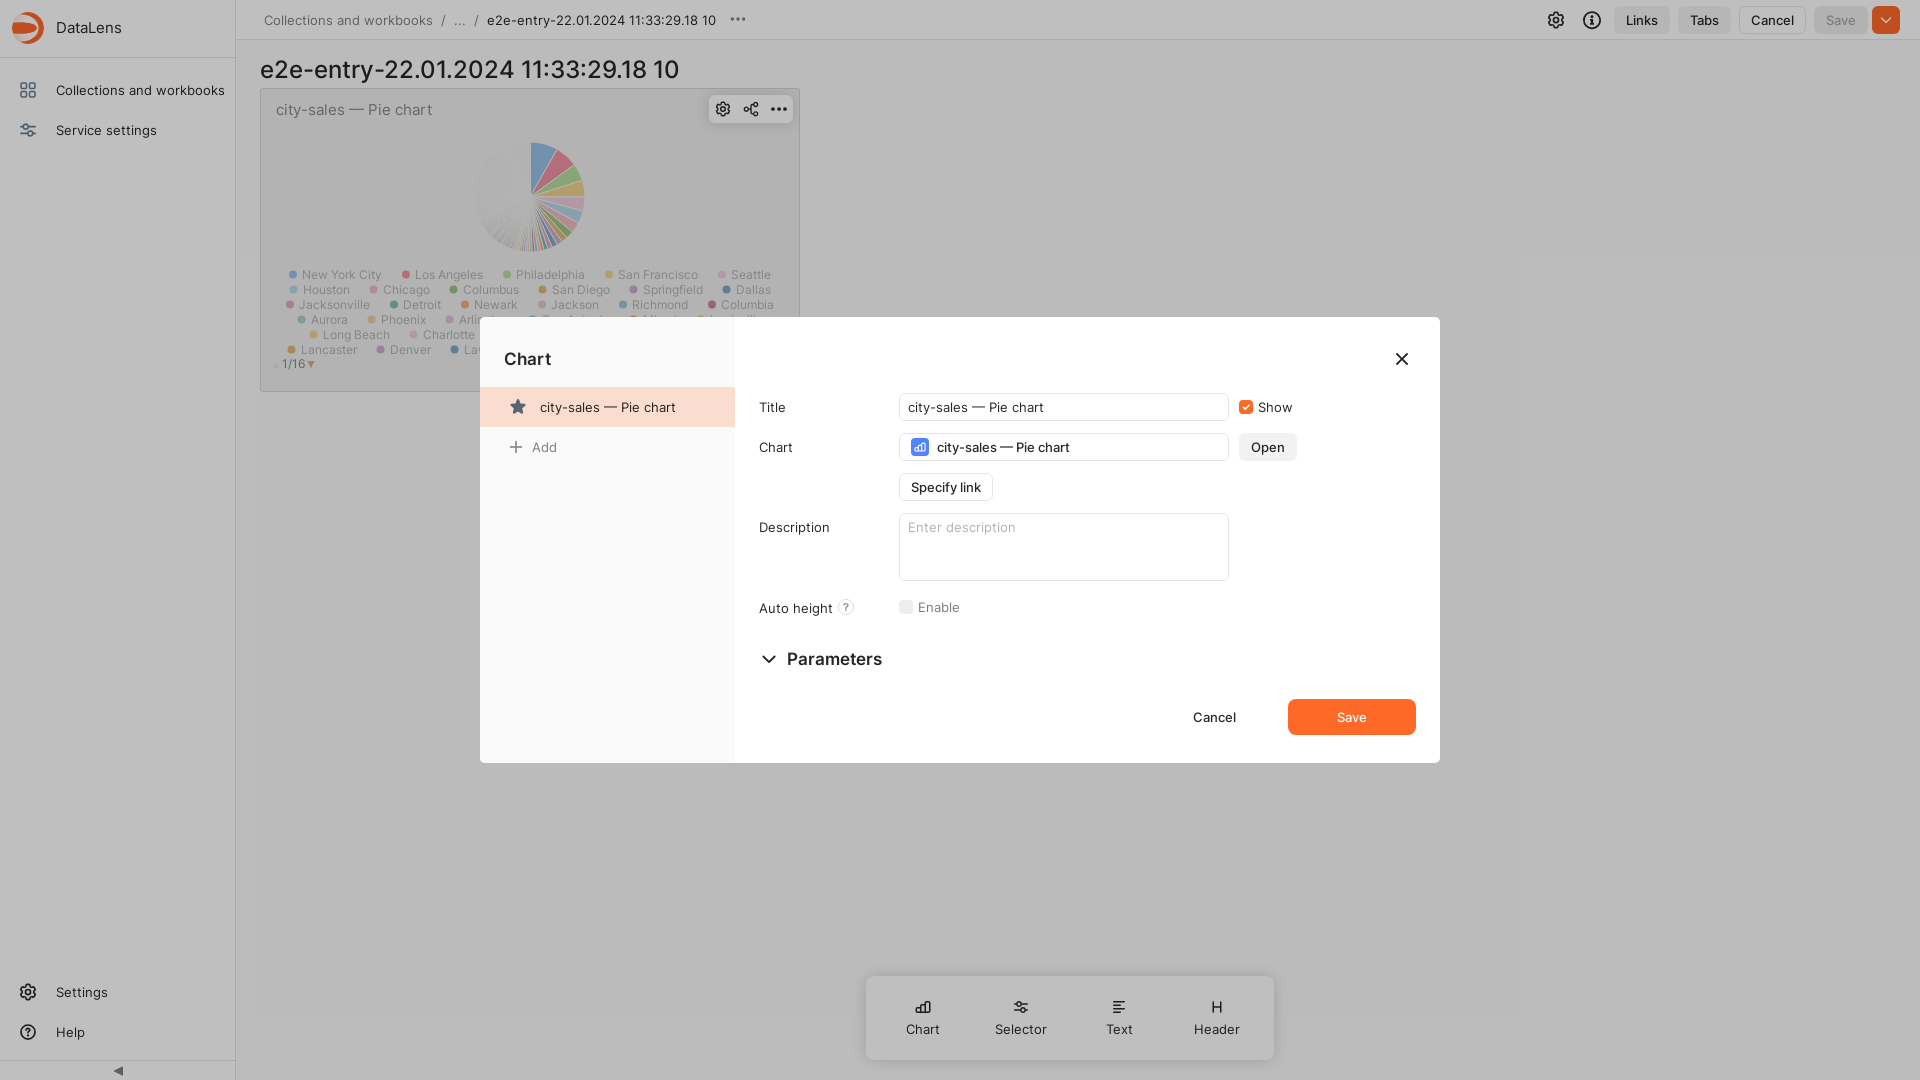 DataLens
Collections and workbooks / ... / e2e-entry-22.01.2024 11:33:29.18 10
Links
Tabs
Cancel
Save
Collections and workbooks
Service settings
e2e-entry-22.01.2024 11:33:29.18 10
city-sales — Pie chart
New York City Los Angeles Philadelphia San Francisco Seattle
Houston Chicago Columbus San Diego Springfield Dallas
Jacksonville Detroit Newark Jackson Richmond Columbia
Aurora Phoenix
Long Beach Charlotte
Lancaster Denver
1/16
Chart
city-sales — Pie chart
Add
Title city-sales — Pie chart Show
Chart city-sales — Pie chart Open
Specify link
Description Enter description
Auto height ? Enable
Parameters
Cancel Save
Chart Selector Text Header
Settings
Help